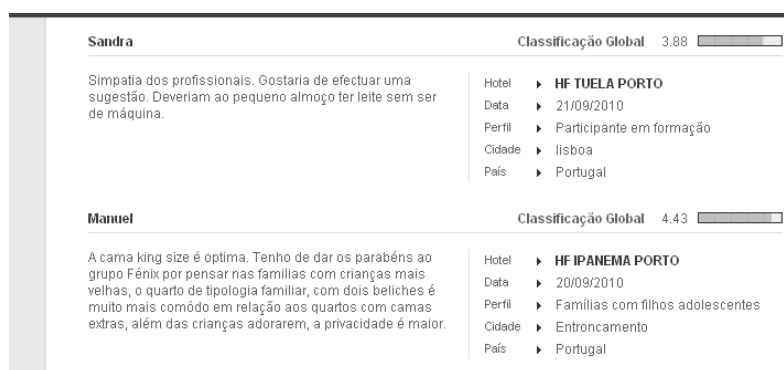 Sandra Classificação Global 3.88
Simpatia dos profissionais. Gostaria de efectuar uma
sugestão. Deveriam ao pequeno almoço ter leite sem ser
de máquina.
Hotel HF TUELA PORTO
Data 21/09/2010
Perfil Participante em formação
Cidade lisboa
País Portugal
Manuel Classificação Global 4.43
A cama king size é optima. Tenho de dar os parabéns ao
grupo Fénix por pensar nas familias com crianças mais
velhas, o quarto de tipologia familiar, com dois beliches é
muito mais comódo em relação aos quartos com camas
extras, além das crianças adorarem, a privacidade é maior.
Hotel HF IPANEMA PORTO
Data 20/09/2010
Perfil Famílias com filhos adolescentes
Cidade Entroncamento
País Portugal